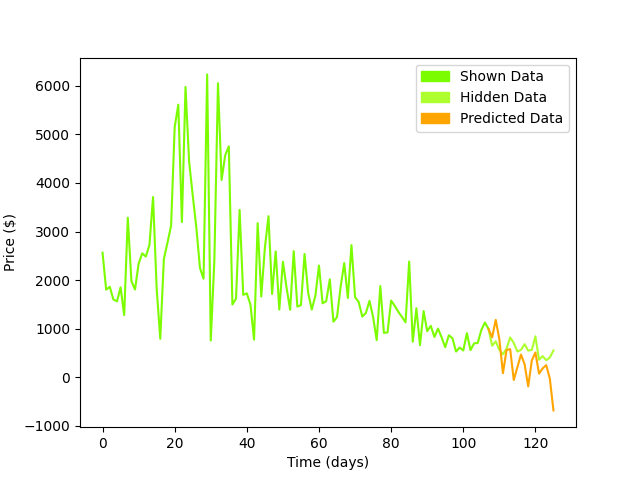 Shown Data
Hidden Data
Predicted Data
6000
5000
4000
3000
2000
1000
0
−1000
Price ($)
0 20 40 60 80 100 120
Time (days)